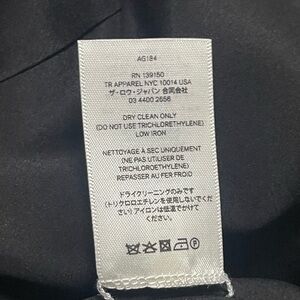 AG184
RN 139150
TR APPAREL NYC 10014 USA
ザ・ロウ・ジャパン 合同会社
03 4400 2656
DRY CLEAN ONLY
(DO NOT USE TRICHLORETHYLENE)
LOW IRON
NETTOYAGE À SEC UNIQUEMENT
(NE PAS UTILISER DE
TRICHLOROETHYLENE)
REPASSER AU FER FROID
ドライクリーニングのみです
(トリクロロエチレンを使用しないでくだ
さい) アイロンは低温でかけて
ください。